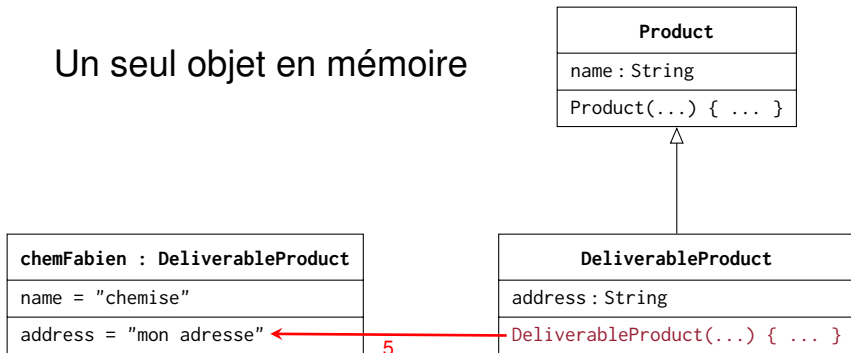 Un seul objet en mémoire
Product
name : String
Product(...) { ... }
chemFabien : DeliverableProduct
name = "chemise"
address = "mon adresse"
5
DeliverableProduct
address : String
DeliverableProduct(...) { ... }